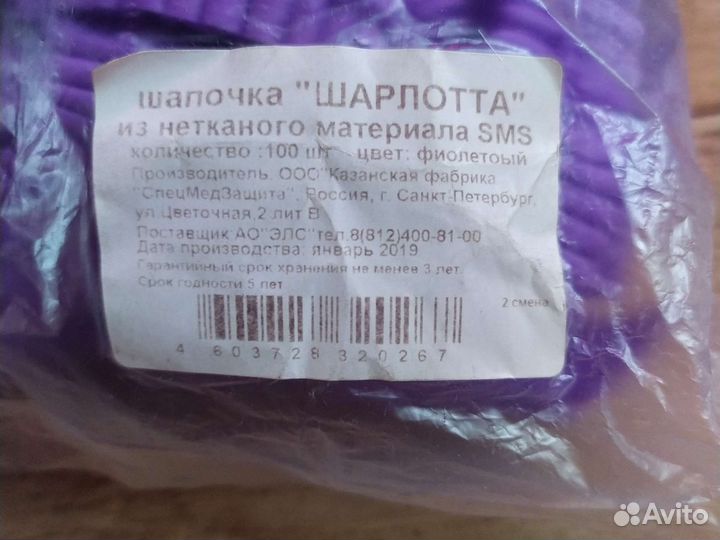 шапочка "ШАРЛОТТА"
из нетканого материала SMS
количество :100 шт цвет: фиолетоый
Производитель: ООО"Казанская фабрика
"СпецМедЗащита", Россия, г. Санкт-Петербург,
ул.Цветочная,2 лит В
Поставщик АО"ЭЛС"тел.8(812)400-81-00
Дата производства: январь 2019
Гарантийный срок хранения не менее 3 лет.
Срок годности 5 лет
2 смена
4 603728 320267
Avito